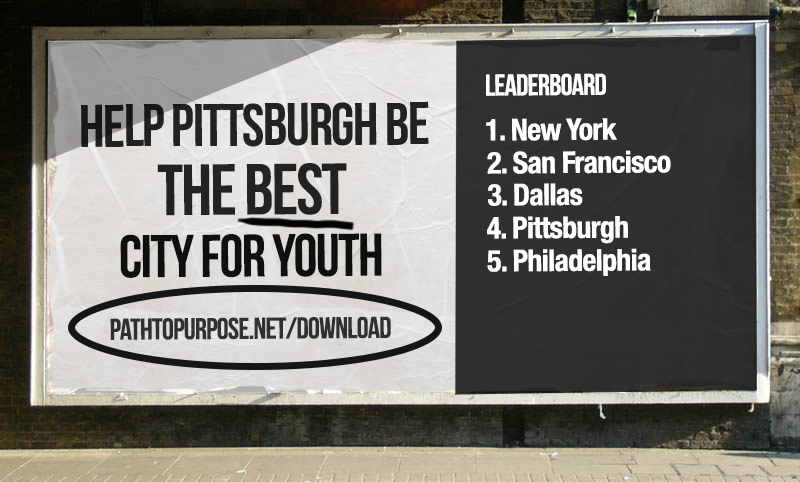 HELP PITTSBURGH BE
THE BEST
CITY FOR YOUTH
PATHTOPURPOSE.NET/DOWNLOAD
LEADERBOARD
1. New York
2. San Francisco
3. Dallas
4. Pittsburgh
5. Philadelphia